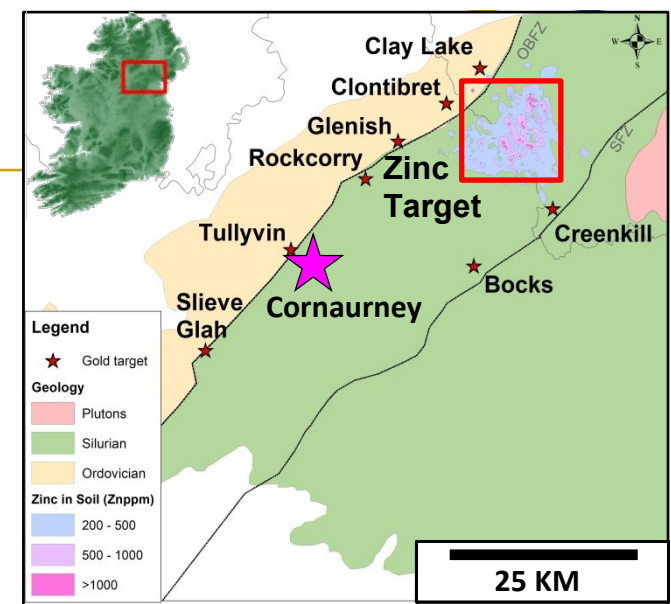 N
W
E
S
OBFZ
Clay Lake
Clontibret
Glenish
Rockcorry
Zinc
Target
SFZ
Tullyvin
Creenkill
Cornaurney
Bocks
Slieve
Glah
Legend
Gold target
Geology
Plutons
Silurian
Ordovician
Zinc in Soil (Znppm)
200 - 500
500 - 1000
>1000
25 KM